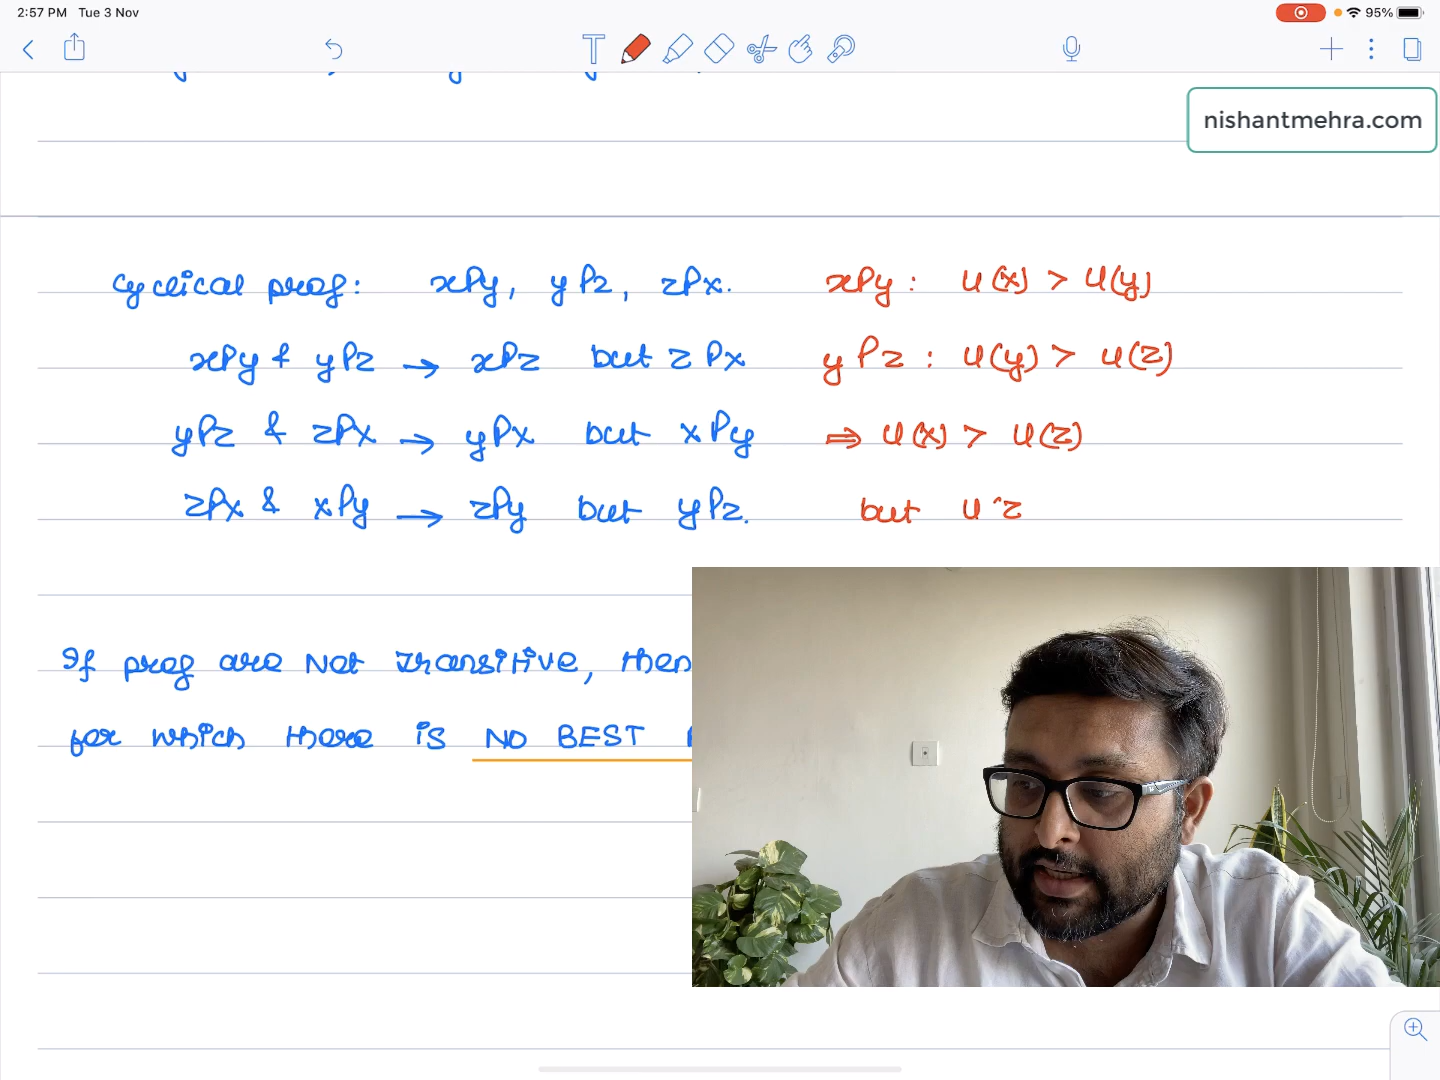 2:57 PM Tue 3 Nov
95%
nishantmehra.com
Cyclical pref: xPy, yPz, zPx.
xPy & yPz → xPz but zPx
yPz & zPx → yPx but xPy
zPx & xPy → zPy but yPz.
xPy : U(x) > U(y)
yPz : U(y) > U(z)
⇒ U(x) > U(z)
but U
If pref are NOT TransiTive, Then
for which there is NO BEST